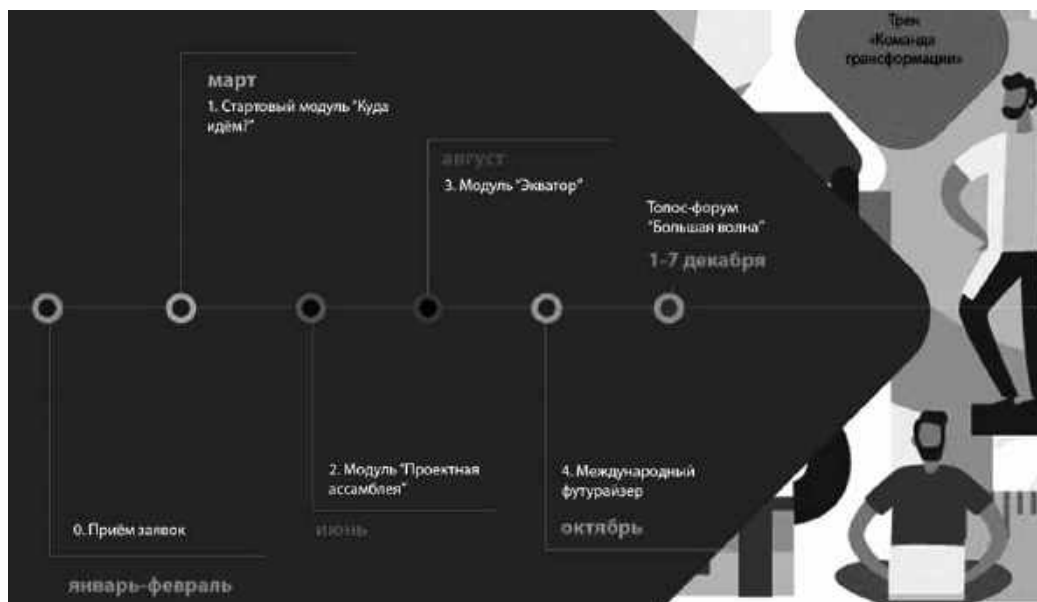 Трек
«Команда
трансформации»
март
1. Стартовый модуль "Куда
идём?"
август
3. Модуль "Экватор"
Топос-форум
"Большая волна"
1-7 декабря
2. Модуль "Проектная
ассамблея"
июнь
4. Международный
футурайзер
октябрь
0. Приём заявок
январь-февраль